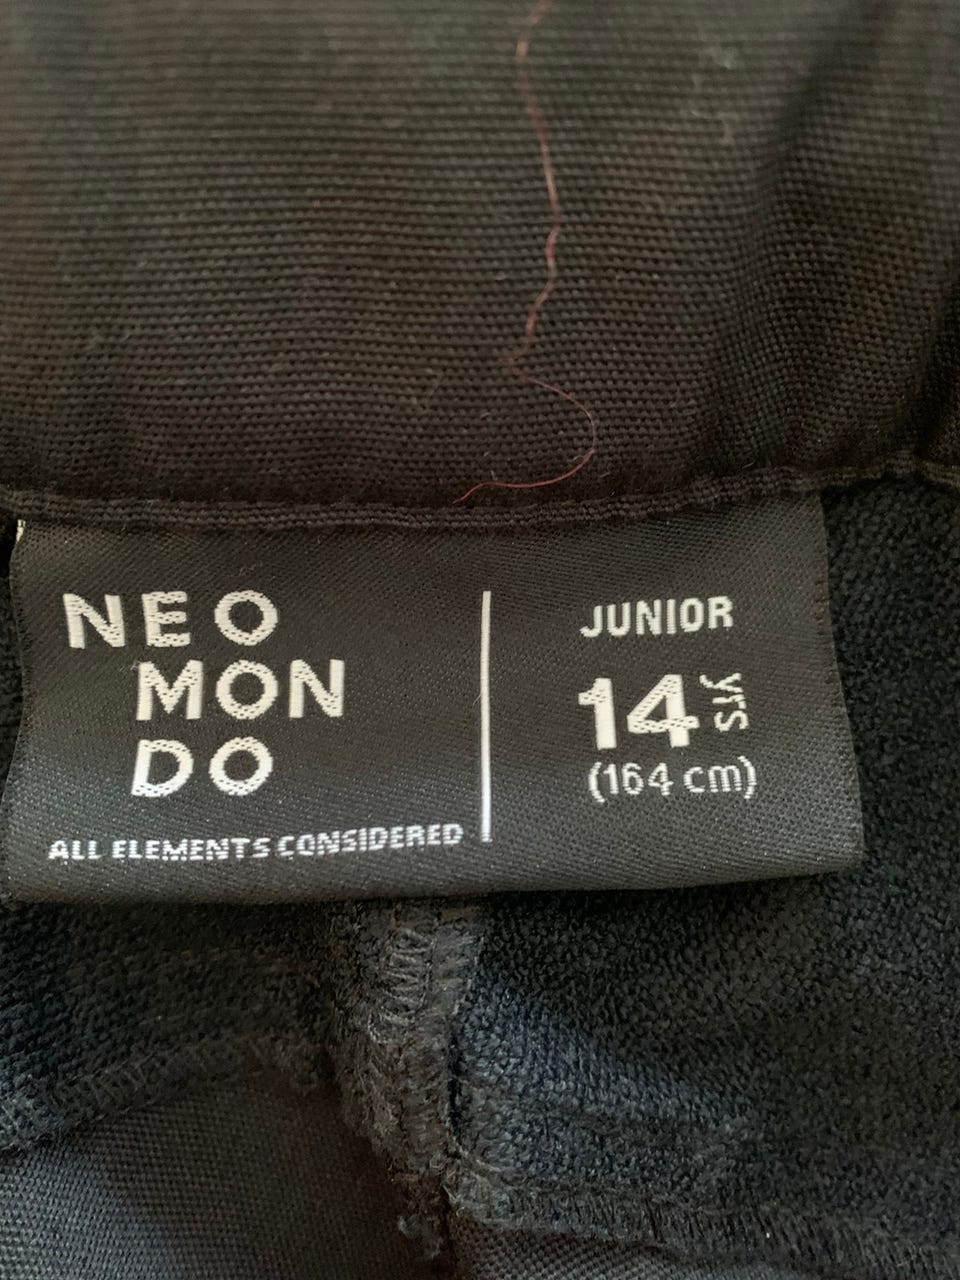 NEO
MON
DO
ALL ELEMENTS CONSIDERED
JUNIOR
14 yrs
(164 cm)